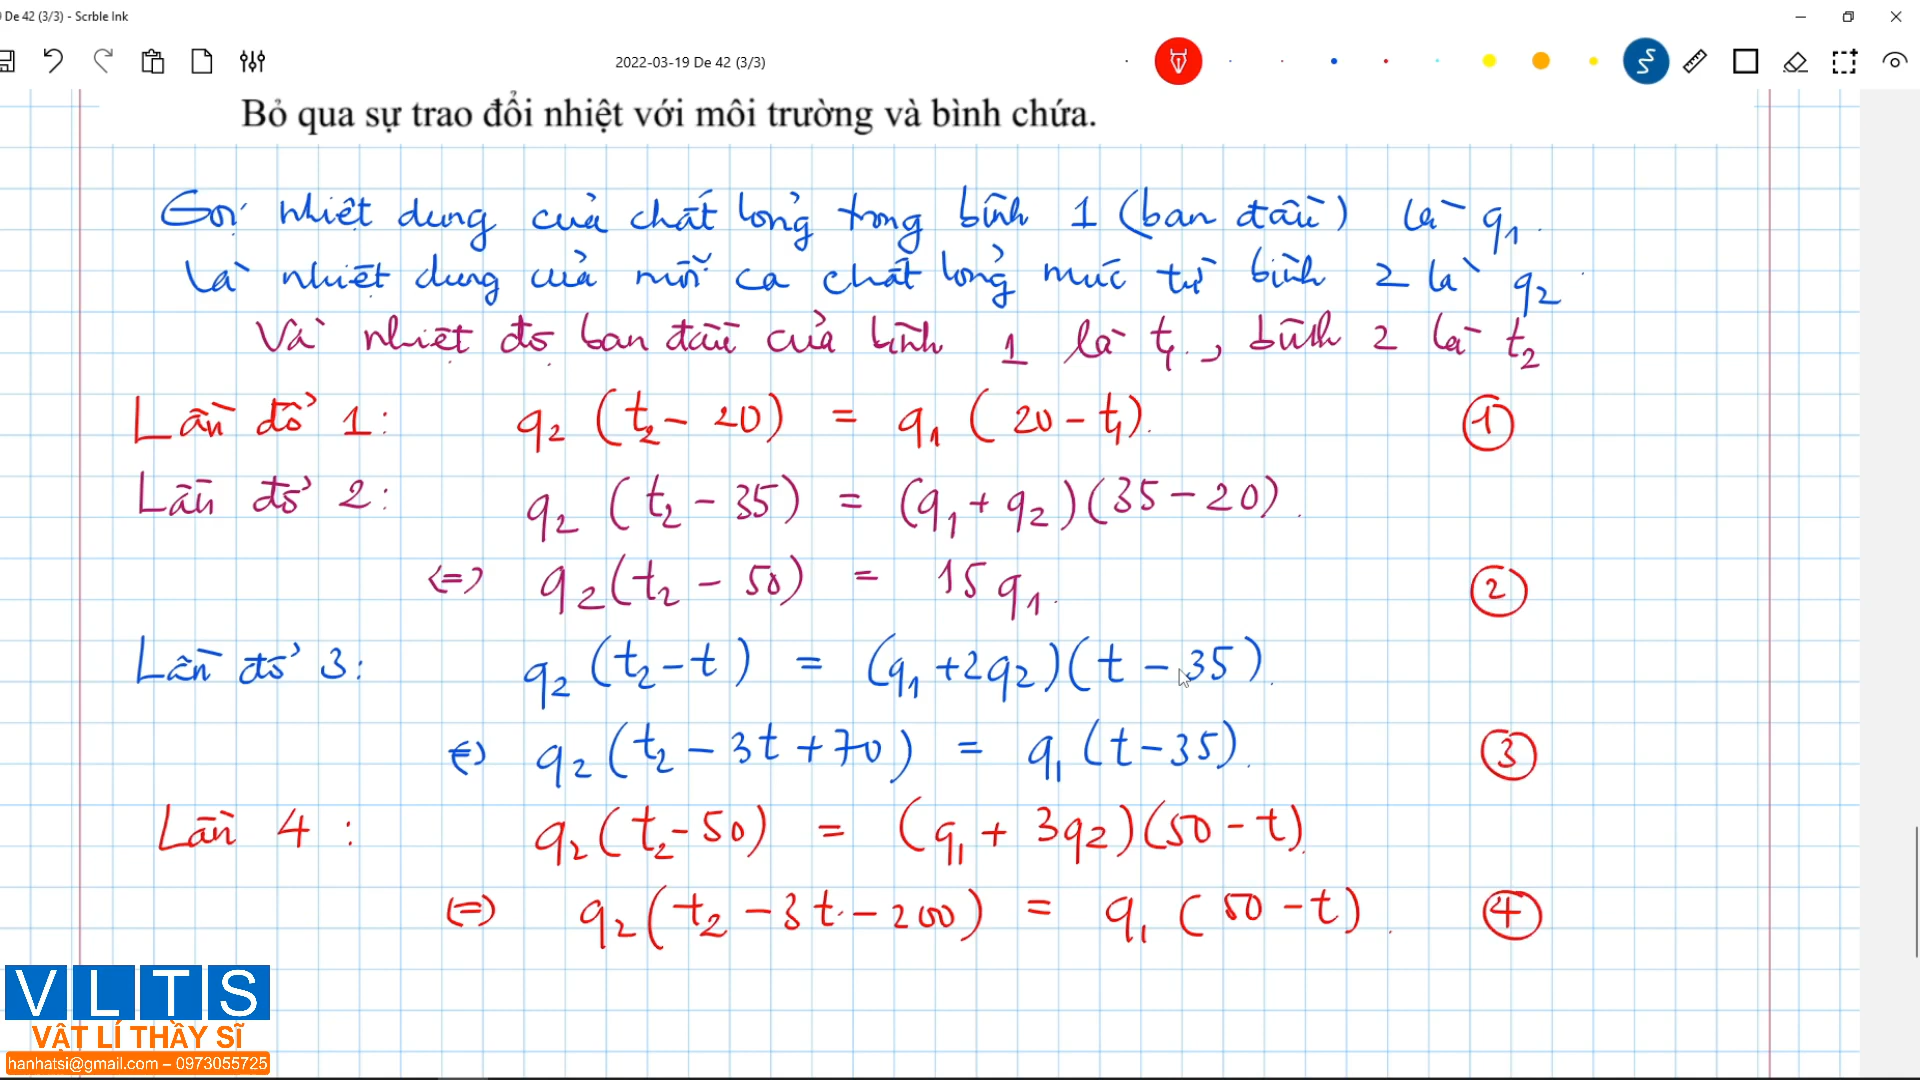 De 42 (3/3) - Scrble Ink
2022-03-19 De 42 (3/3)
Bỏ qua sự trao đổi nhiệt với môi trường và bình chứa.
Gọi nhiệt dung của chất lỏng trong bình 1 (ban đầu) là q₁.
Là nhiệt dung của mỗi ca chất lỏng múc từ bình 2 là q₂
Và nhiệt độ ban đầu của bình 1 là t₁, bình 2 là t₂
Lần đổ 1: q₂ (t₂ - 20) = q₁ (20 - t₁). ①
Lần đổ 2: q₂ (t₂ - 35) = (q₁ + q₂)(35 - 20).
(=) q₂(t₂ - 50) = 15 q₁. ②
Lần đổ 3: q₂ (t₂ - t) = (q₁ + 2q₂)(t - 35).
(=) q₂ (t₂ - 3t + 70) = q₁ (t - 35). ③
Lần 4 : q₂ (t₂ - 50) = (q₁ + 3q₂)(50 - t).
(=) q₂ (t₂ - 3t - 200) = q₁ (50 - t). ④
VLTS
VẬT LÍ THẦY SĨ
hanhatsi@gmail.com – 0973055725